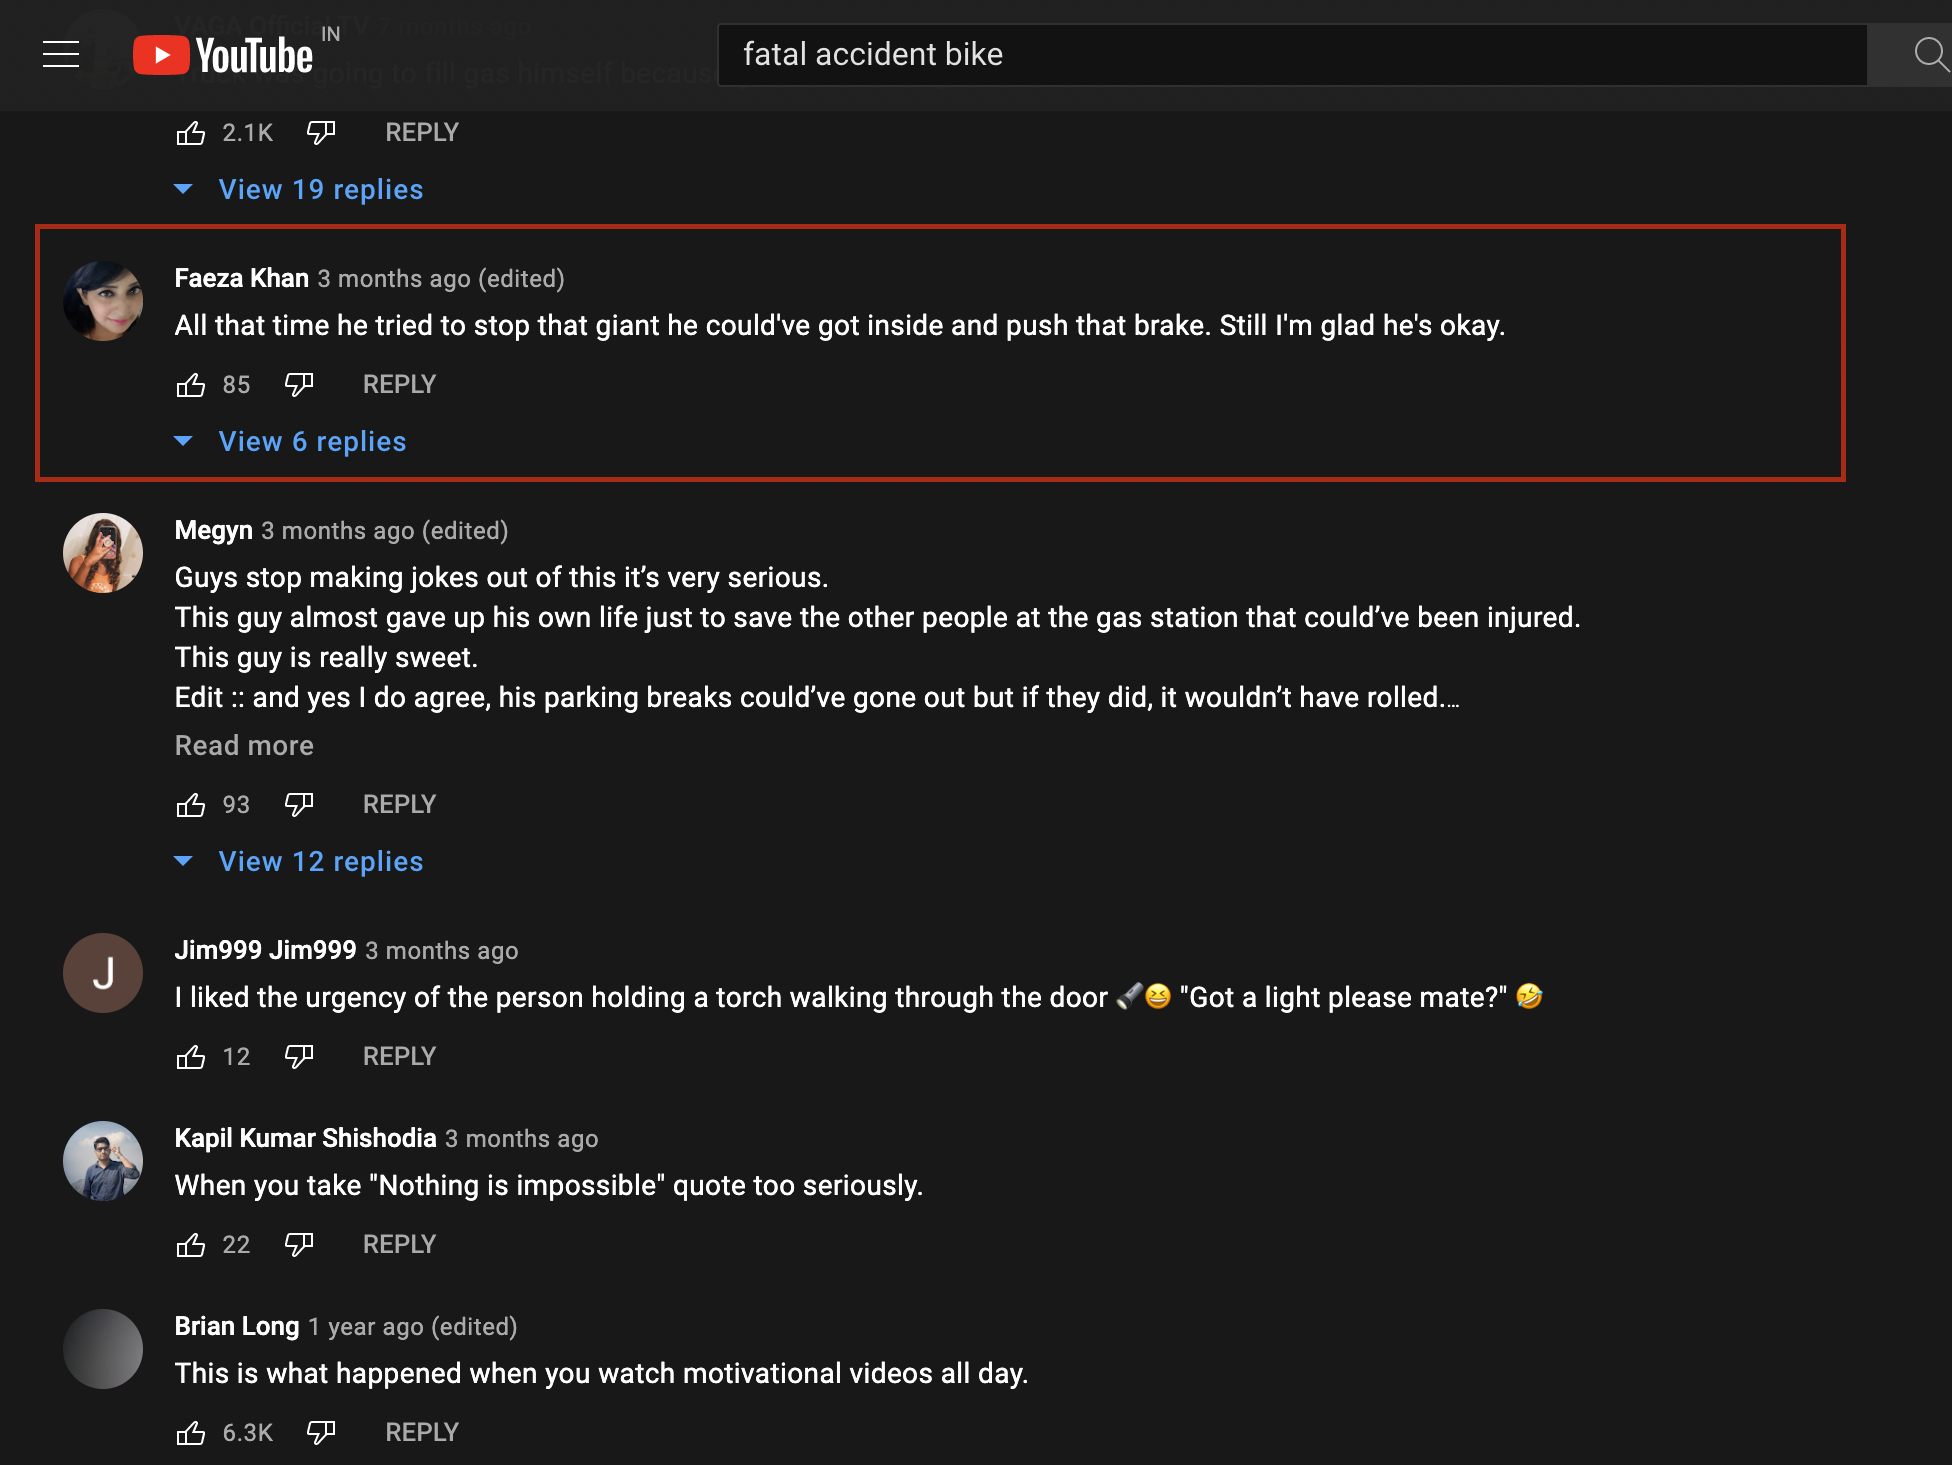 VAGA Official TV 7 months ago
YouTube IN
fatal accident bike
going to fill gas himself becaus
2.1K REPLY
View 19 replies
Faeza Khan 3 months ago (edited)
All that time he tried to stop that giant he could've got inside and push that brake. Still I'm glad he's okay.
85 REPLY
View 6 replies
Megyn 3 months ago (edited)
Guys stop making jokes out of this it’s very serious.
This guy almost gave up his own life just to save the other people at the gas station that could’ve been injured.
This guy is really sweet.
Edit :: and yes I do agree, his parking breaks could’ve gone out but if they did, it wouldn’t have rolled...
Read more
93 REPLY
View 12 replies
J
Jim999 Jim999 3 months ago
I liked the urgency of the person holding a torch walking through the door 🔦😆 "Got a light please mate?" 🤣
12 REPLY
Kapil Kumar Shishodia 3 months ago
When you take "Nothing is impossible" quote too seriously.
22 REPLY
Brian Long 1 year ago (edited)
This is what happened when you watch motivational videos all day.
6.3K REPLY